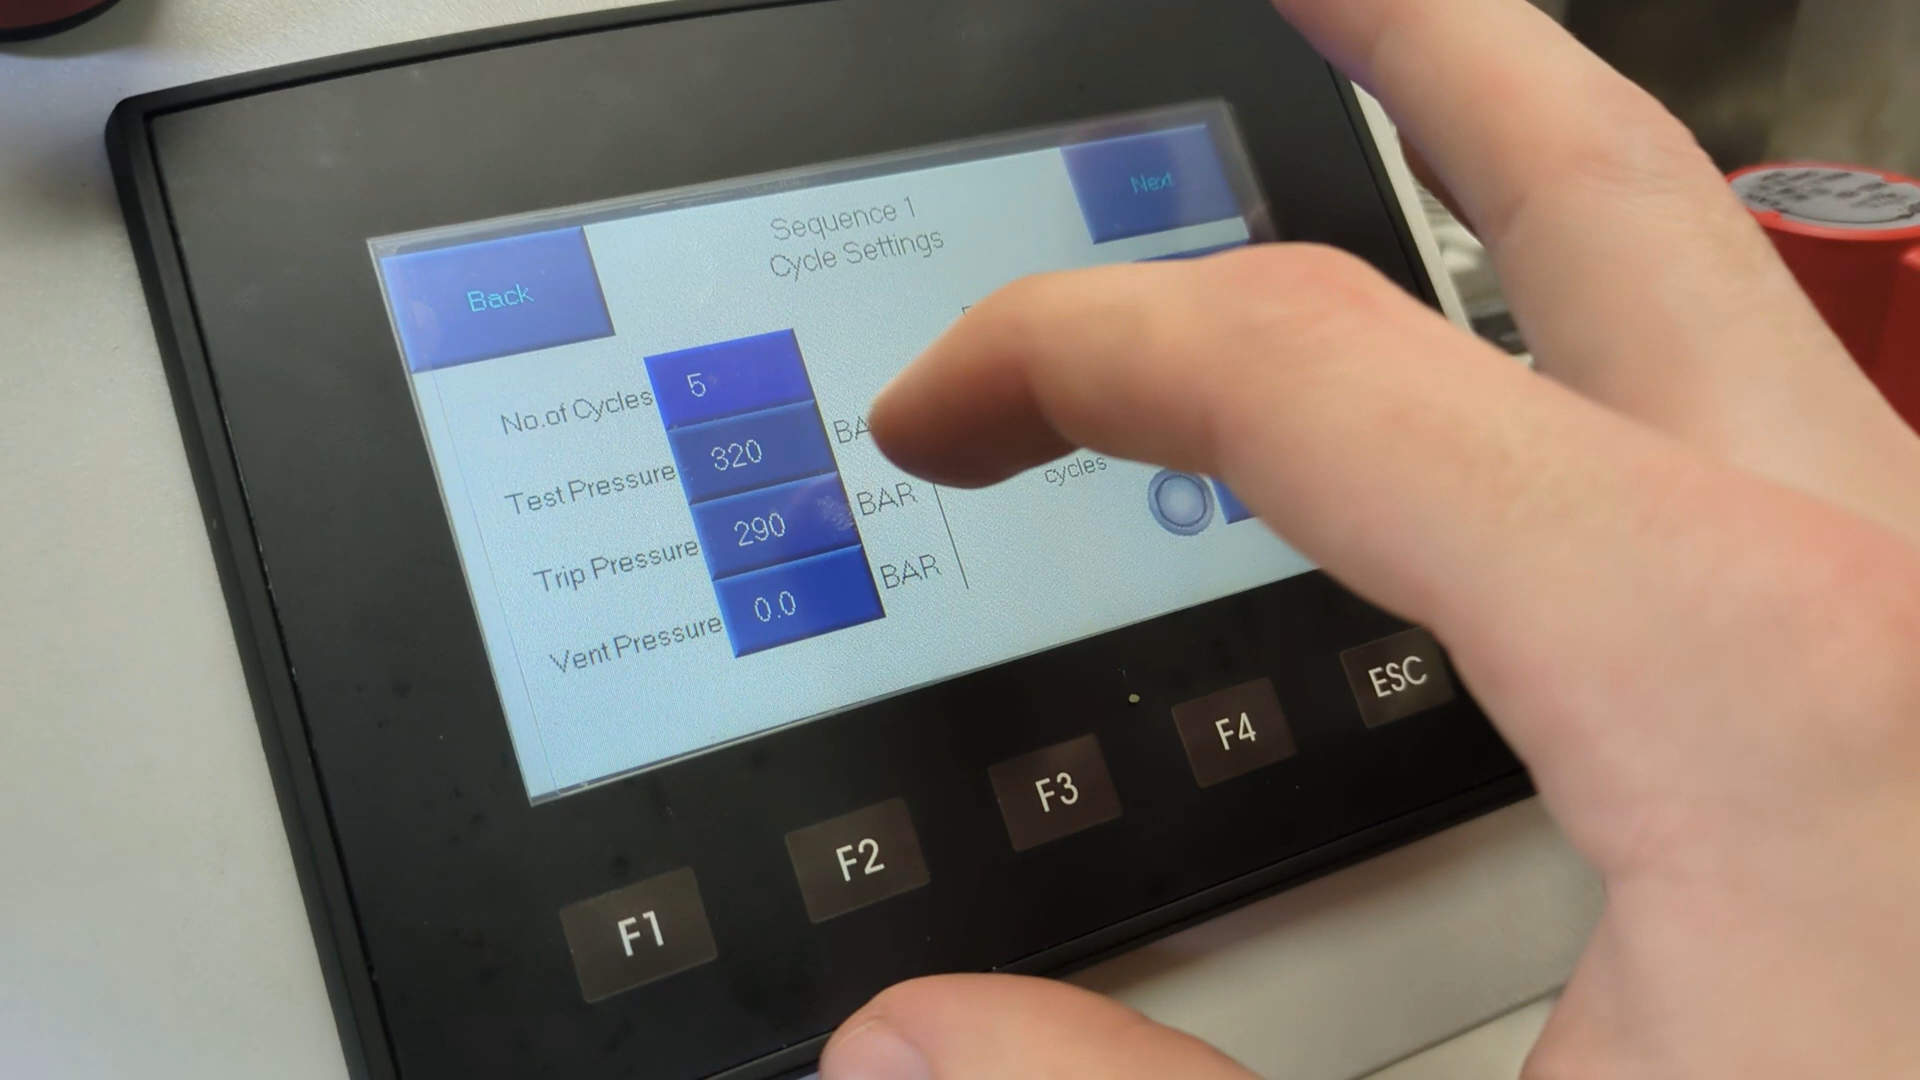 Next
Sequence 1
Cycle Settings
Back
No.of Cycles 5
Test Pressure 320
Trip Pressure 290 BAR
Vent Pressure 0.0 BAR
cycles
F1 F2 F3 F4 ESC